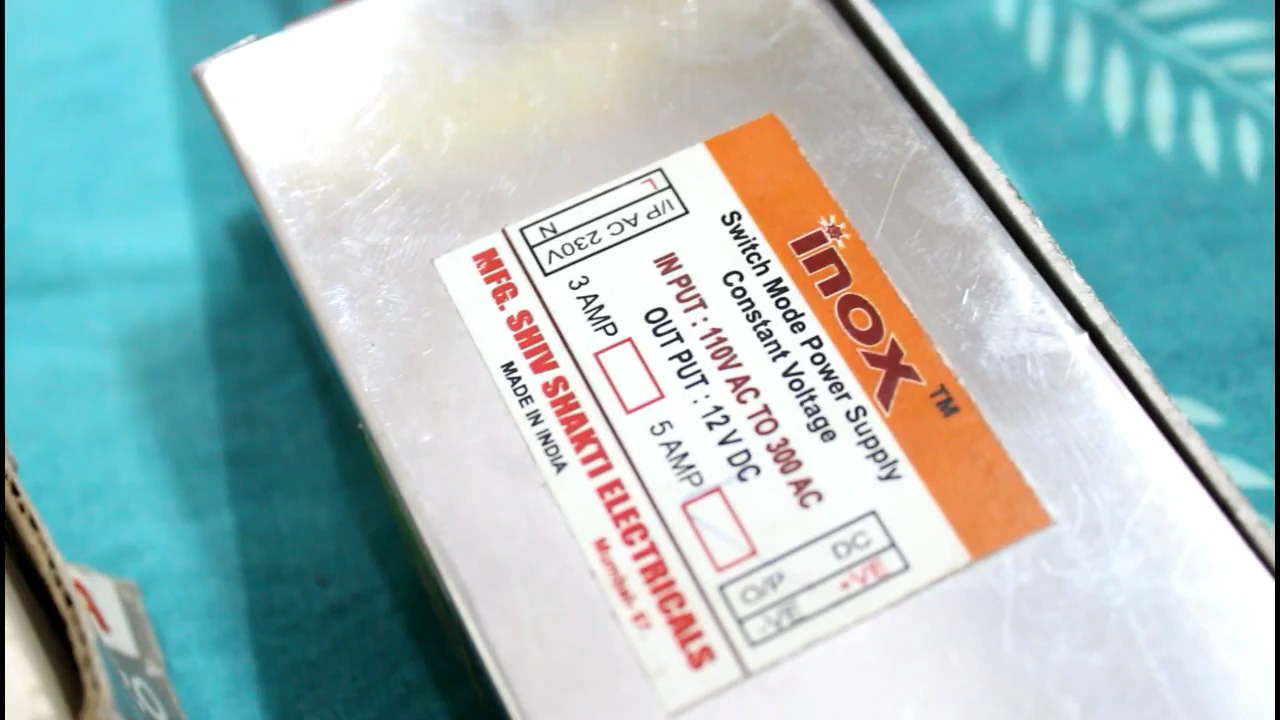 inox TM
Switch Mode Power Supply
Constant Voltage
IN PUT : 110V AC TO 300 AC
OUT PUT : 12 V DC
I/P AC 230V
L
N
3 AMP
5 AMP
O/P DC
-VE +VE
MFG. SHIV SHAKTI ELECTRICALS
MADE IN INDIA
Mumbai-